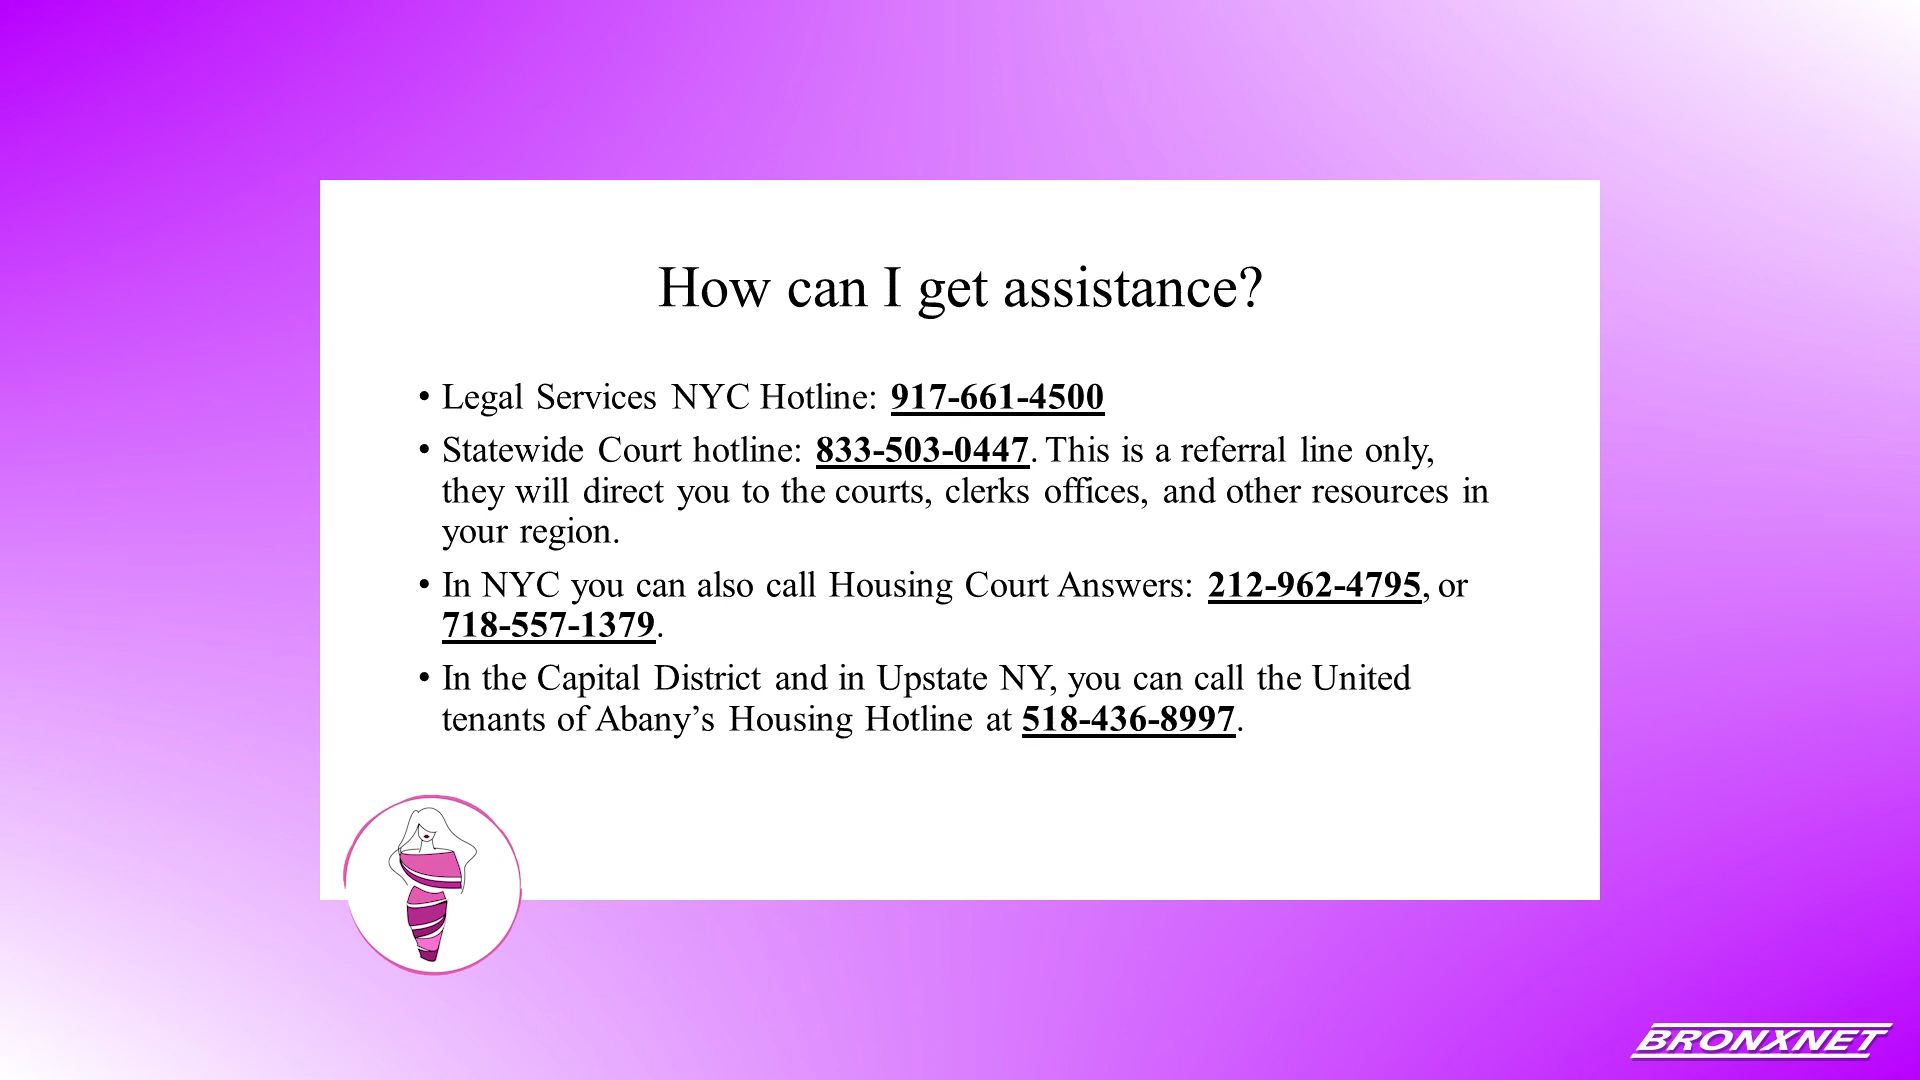 How can I get assistance?
• Legal Services NYC Hotline: 917-661-4500
• Statewide Court hotline: 833-503-0447. This is a referral line only,
they will direct you to the courts, clerks offices, and other resources in
your region.
• In NYC you can also call Housing Court Answers: 212-962-4795, or
718-557-1379.
• In the Capital District and in Upstate NY, you can call the United
tenants of Abany’s Housing Hotline at 518-436-8997.
BRONXNET